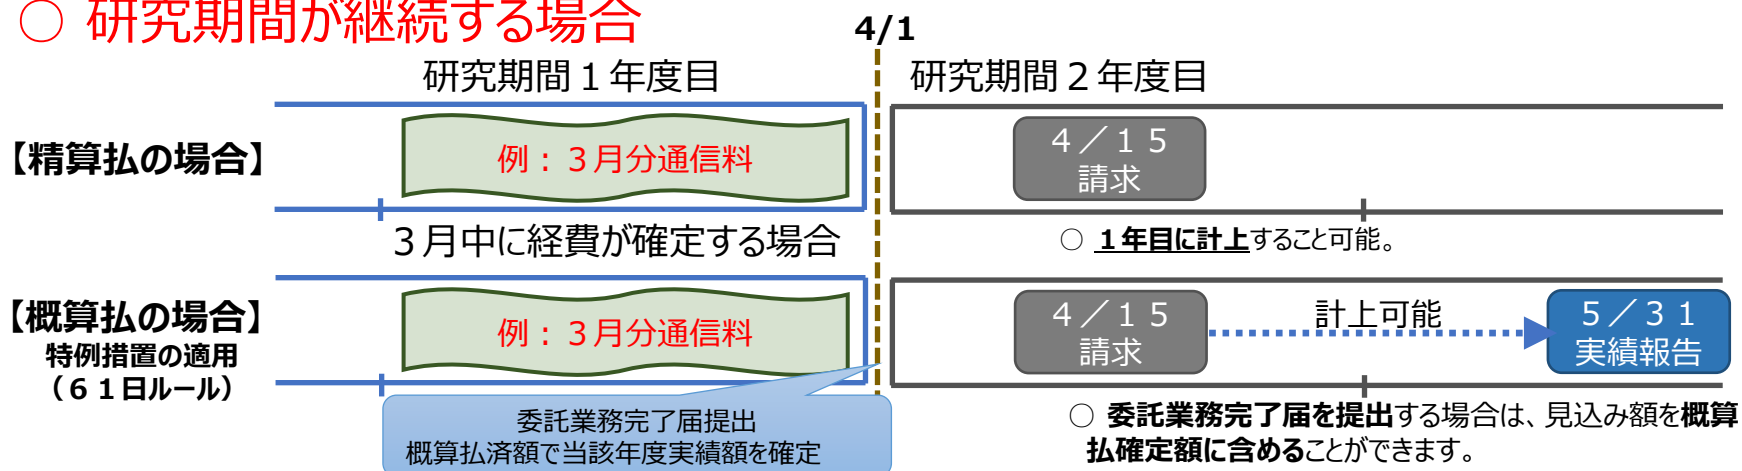 ○ 研究期間が継続する場合
4/1
研究期間１年度目
研究期間２年度目
【精算払の場合】
例：３月分通信料
４／１５
請求
３月中に経費が確定する場合
○ １年目に計上すること可能。
【概算払の場合】
特例措置の適用
（６１日ルール）
例：３月分通信料
４／１５
請求
計上可能
５／３１
実績報告
委託業務完了届提出
概算払済額で当該年度実績額を確定
○ 委託業務完了届を提出する場合は、見込み額を概算
払確定額に含めることができます。